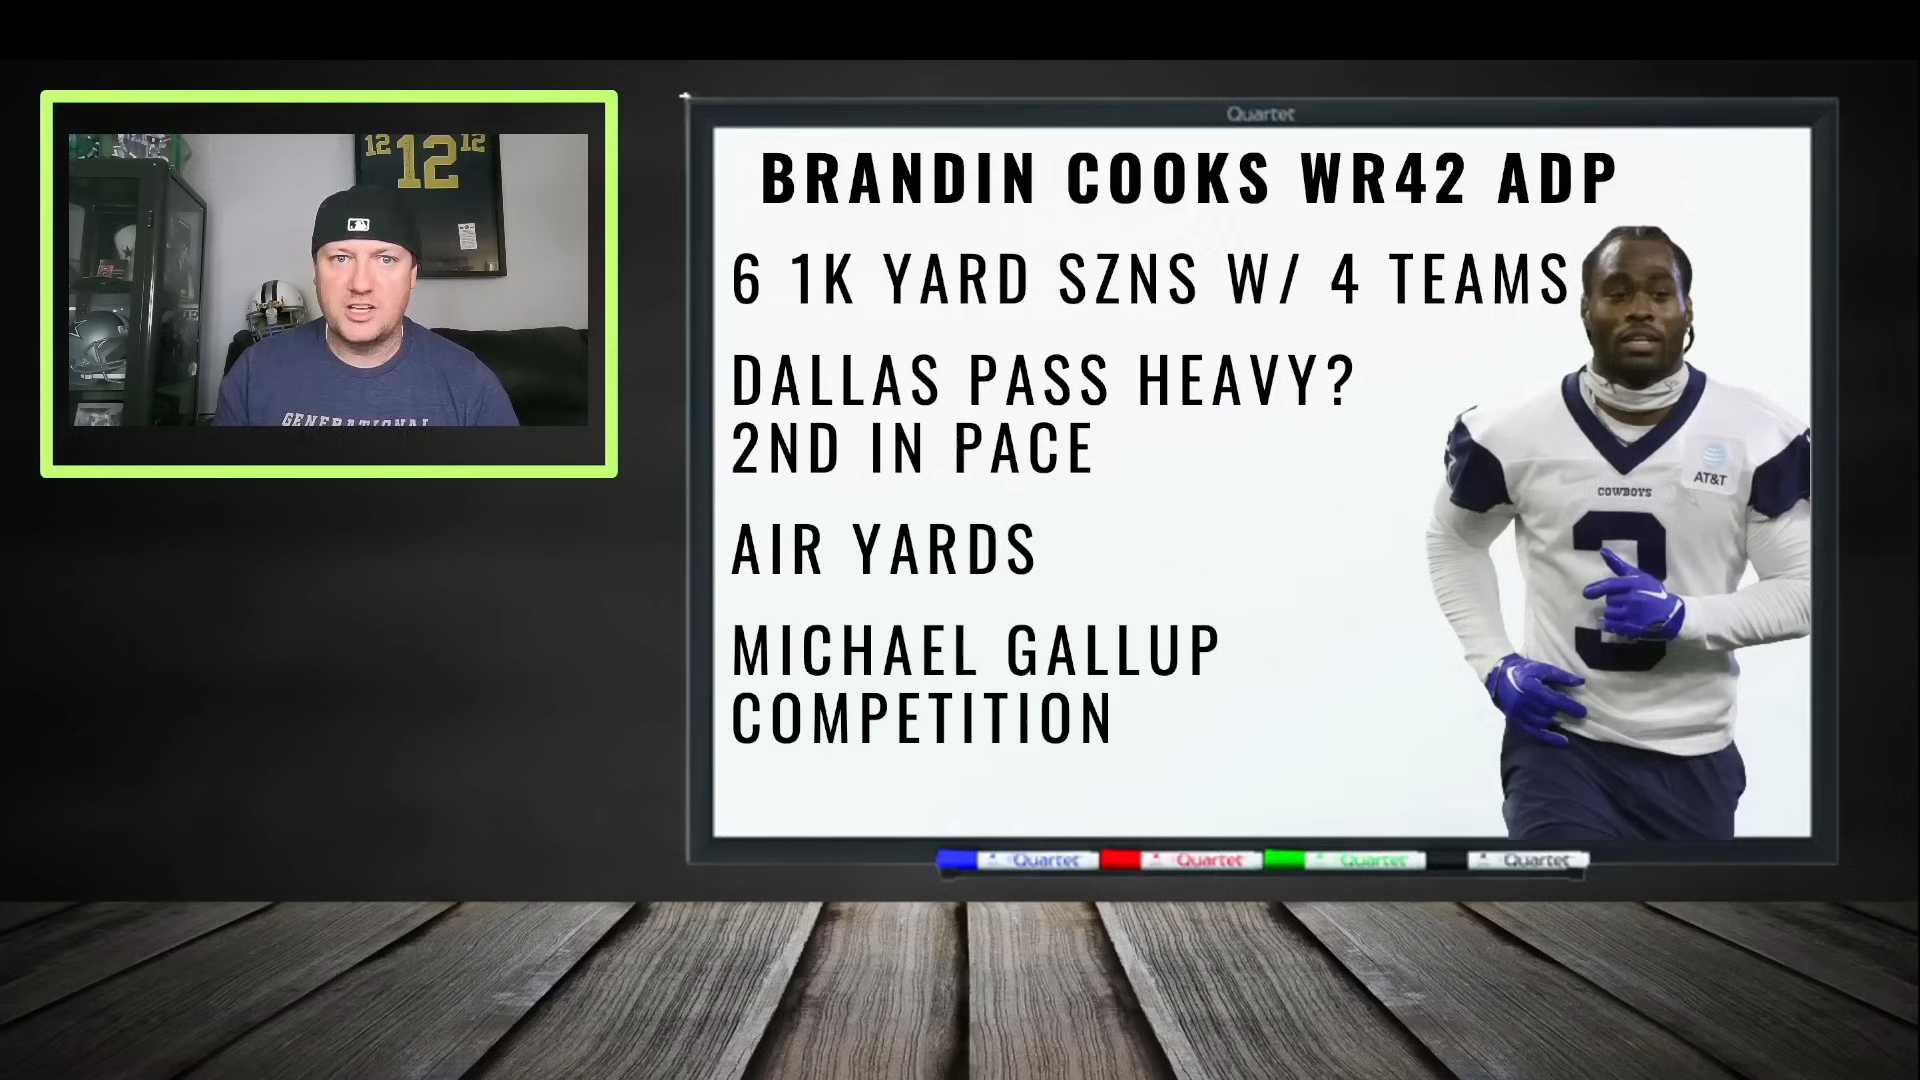 12 12 12
GENERATIONAL
Quartet
BRANDIN COOKS WR42 ADP
6 1K YARD SZNS W/ 4 TEAMS
DALLAS PASS HEAVY?
2ND IN PACE
AIR YARDS
MICHAEL GALLUP
COMPETITION
AT&T
COWBOYS
3
Quartet Quartet Quartet Quartet